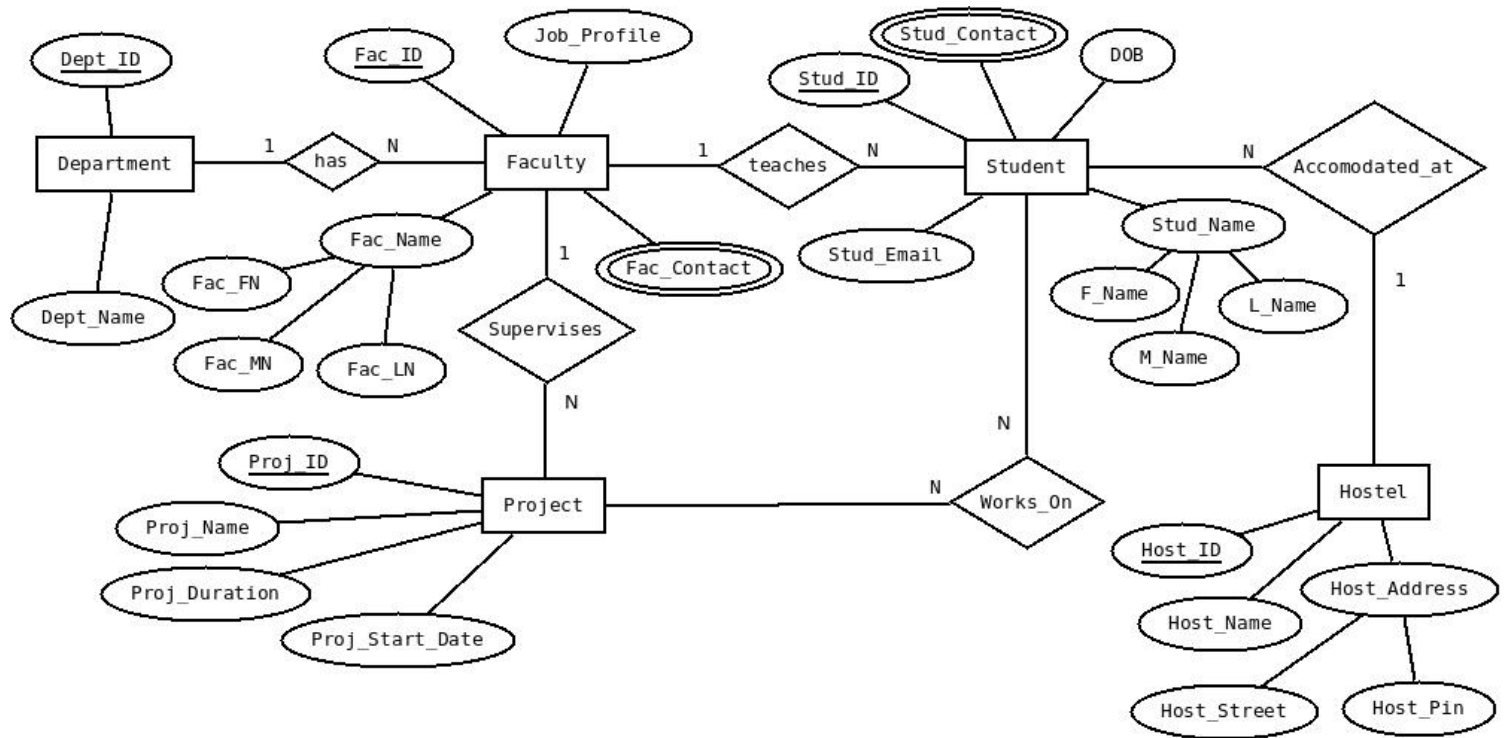 Stud_Contact
Job_Profile
Fac_ID
DOB
Dept_ID
Stud_ID
1
N
1
N
N
Department
has
Faculty
teaches
Student
Accomodated_at
Stud_Name
Fac_Name
1
Stud_Email
Fac_Contact
1
Fac_FN
F_Name
L_Name
Dept_Name
Supervises
M_Name
Fac_MN
Fac_LN
N
N
Proj_ID
N
Hostel
Project
Works_On
Proj_Name
Host_ID
Proj_Duration
Host_Address
Host_Name
Proj_Start_Date
Host_Street
Host_Pin